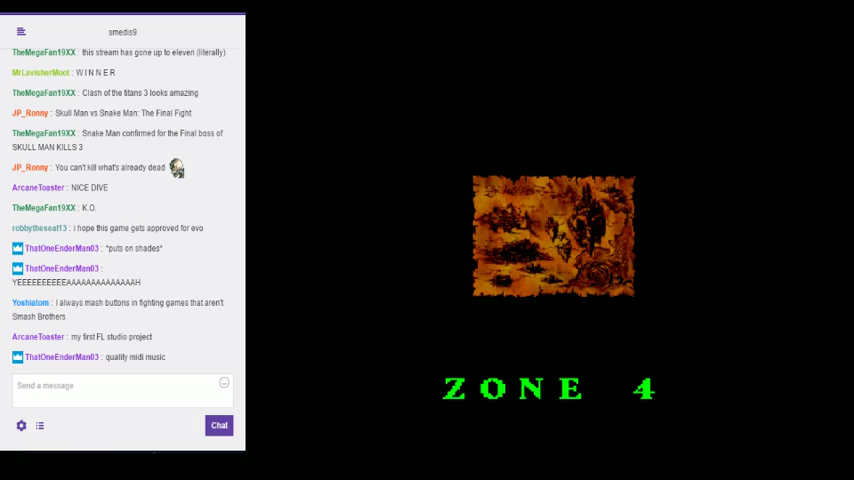 smedis9
TheMegaFan19XX : this stream has gone up to eleven (literally)
MrLavisherMoot : W I N N E R
TheMegaFan19XX : Clash of the titans 3 looks amazing
JP_Ronny : Skull Man vs Snake Man: The Final Fight
TheMegaFan19XX : Snake Man confirmed for the Final boss of
SKULL MAN KILLS 3
JP_Ronny : You can't kill what's already dead
ArcaneToaster : NICE DIVE
TheMegaFan19XX : K.O.
robbytheseal13 : i hope this game gets approved for evo
ThatOneEnderMan03 : *puts on shades*
ThatOneEnderMan03 :
YEEEEEEEEEEAAAAAAAAAAAAAH
Yoshiatom : I always mash buttons in fighting games that aren't
Smash Brothers
ArcaneToaster : my first FL studio project
ThatOneEnderMan03 : quality midi music
Send a message
Chat
ZONE 4